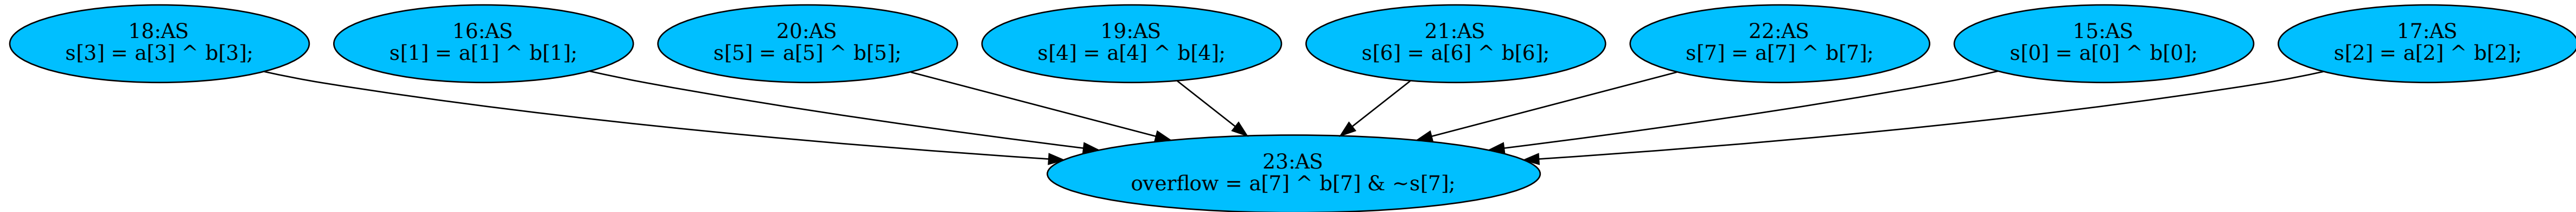 18:AS
s[3] = a[3] ^ b[3];
16:AS
s[1] = a[1] ^ b[1];
20:AS
s[5] = a[5] ^ b[5];
19:AS
s[4] = a[4] ^ b[4];
21:AS
s[6] = a[6] ^ b[6];
22:AS
s[7] = a[7] ^ b[7];
15:AS
s[0] = a[0] ^ b[0];
17:AS
s[2] = a[2] ^ b[2];
23:AS
overflow = a[7] ^ b[7] & ~s[7];